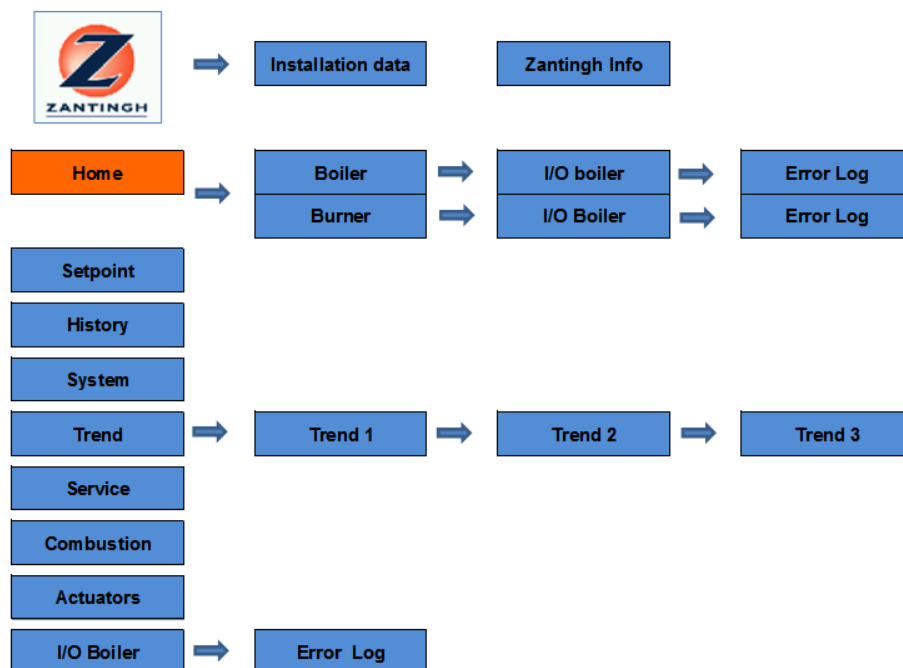 Z
ZANTINGH
Installation data
Zantingh Info
Home
Boiler
I/O boiler
Error Log
Burner
I/O Boiler
Error Log
Setpoint
History
System
Trend
Trend 1
Trend 2
Trend 3
Service
Combustion
Actuators
I/O Boiler
Error Log